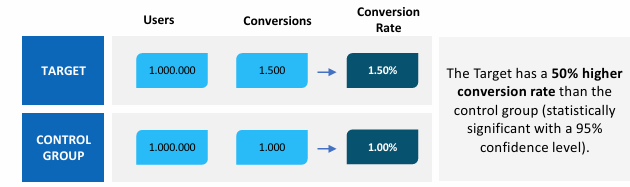 Users
Conversions
Conversion
Rate
TARGET
1.000.000
1.500
1.50%
CONTROL
GROUP
1.000.000
1.000
1.00%
The Target has a 50% higher
conversion rate than the
control group (statistically
significant with a 95%
confidence level).